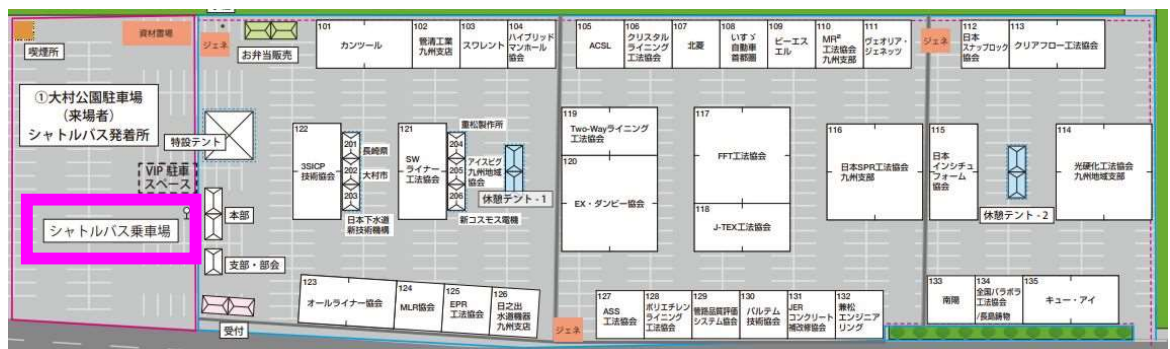 喫煙所
資材置場
①大村公園駐車場
(来場者)
シャトルバス発着所
VIP 駐車
スペース
シャトルバス乗車場
ジェネ
お弁当販売
特設テント
本部
支部・部会
受付
101
カンツール
102
管清工業
九州支店
103
スワレント
104
ハイブリッド
マンホール
協会
105
ACSL
106
クリスタル
ライニング
工法協会
107
北菱
108
いすゞ
自動車
首都圏
109
ビーエス
エル
110
MR²
工法協会
九州支部
111
ヴェオリア・
ジェネッツ
ジェネ
112
日本
スナップロック
協会
113
クリアフロー工法協会
122
3SICP
技術協会
201
長崎県
202
大村市
203
日本下水道
新技術機構
121
SW
ライナー
工法協会
重松製作所
204
アイスピグ
九州地域
協会
205
206
新コスモス電機
休憩テント - 1
119
Two-Wayライニング
工法協会
120
EX・ダンビー協会
117
FFT工法協会
118
J-TEX工法協会
116
日本SPR工法協会
九州支部
115
日本
インシチュ
フォーム
協会
休憩テント - 2
114
光硬化工法協会
九州地域支部
123
オールライナー協会
124
MLR協会
125
EPR
工法協会
126
日之出
水道機器
九州支店
ジェネ
127
ASS
工法協会
128
ポリエチレン
ライニング
工法協会
129
管路品質評価
システム協会
130
パルテム
技術協会
131
JER
コンクリート
補改修協会
132
兼松
エンジニア
リング
133
南陽
134
全国バラボラ
工法協会
/長島鋳物
135
キュー・アイ